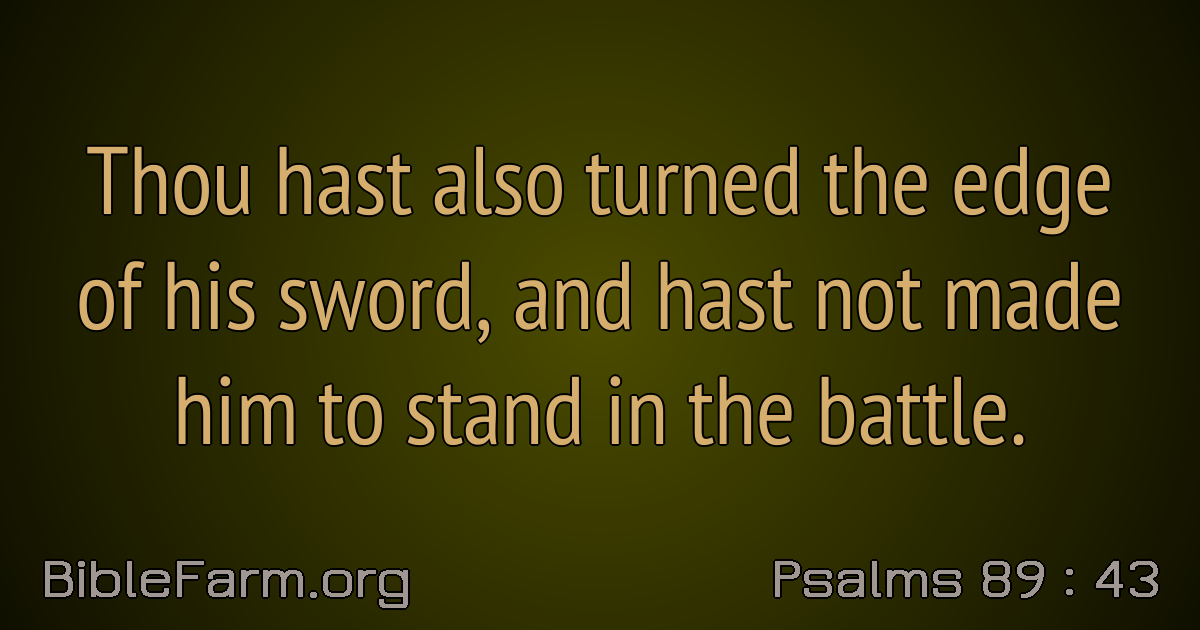 Thou hast also turned the edge
of his sword, and hast not made
him to stand in the battle.
BibleFarm.org
Psalms 89 : 43